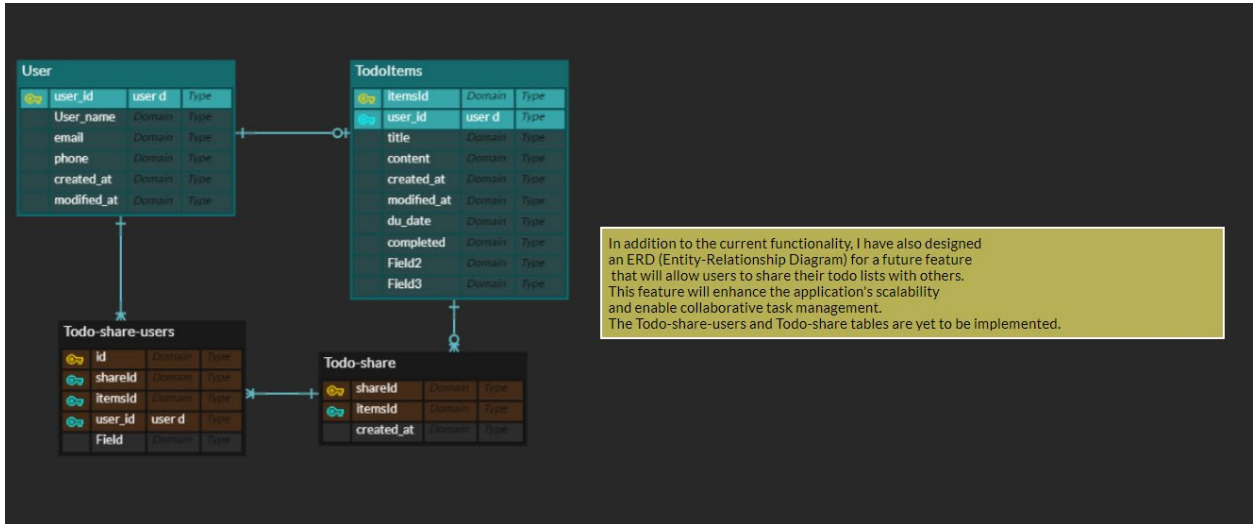 User
user_id user d Type
User_name Domain Type
email Domain Type
phone Domain Type
created_at Domain Type
modified_at Domain Type
TodoItems
itemsId Domain Type
user_id user d Type
title Domain Type
content Domain Type
created_at Domain Type
modified_at Domain Type
du_date Domain Type
completed Domain Type
Field2 Domain Type
Field3 Domain Type
In addition to the current functionality, I have also designed
an ERD (Entity-Relationship Diagram) for a future feature
that will allow users to share their todo lists with others.
This feature will enhance the application's scalability
and enable collaborative task management.
The Todo-share-users and Todo-share tables are yet to be implemented.
Todo-share-users
id Domain Type
shareId Domain Type
itemsId Domain Type
user_id user d Type
Field Domain Type
Todo-share
shareId Domain Type
itemsId Domain Type
created_at Domain Type